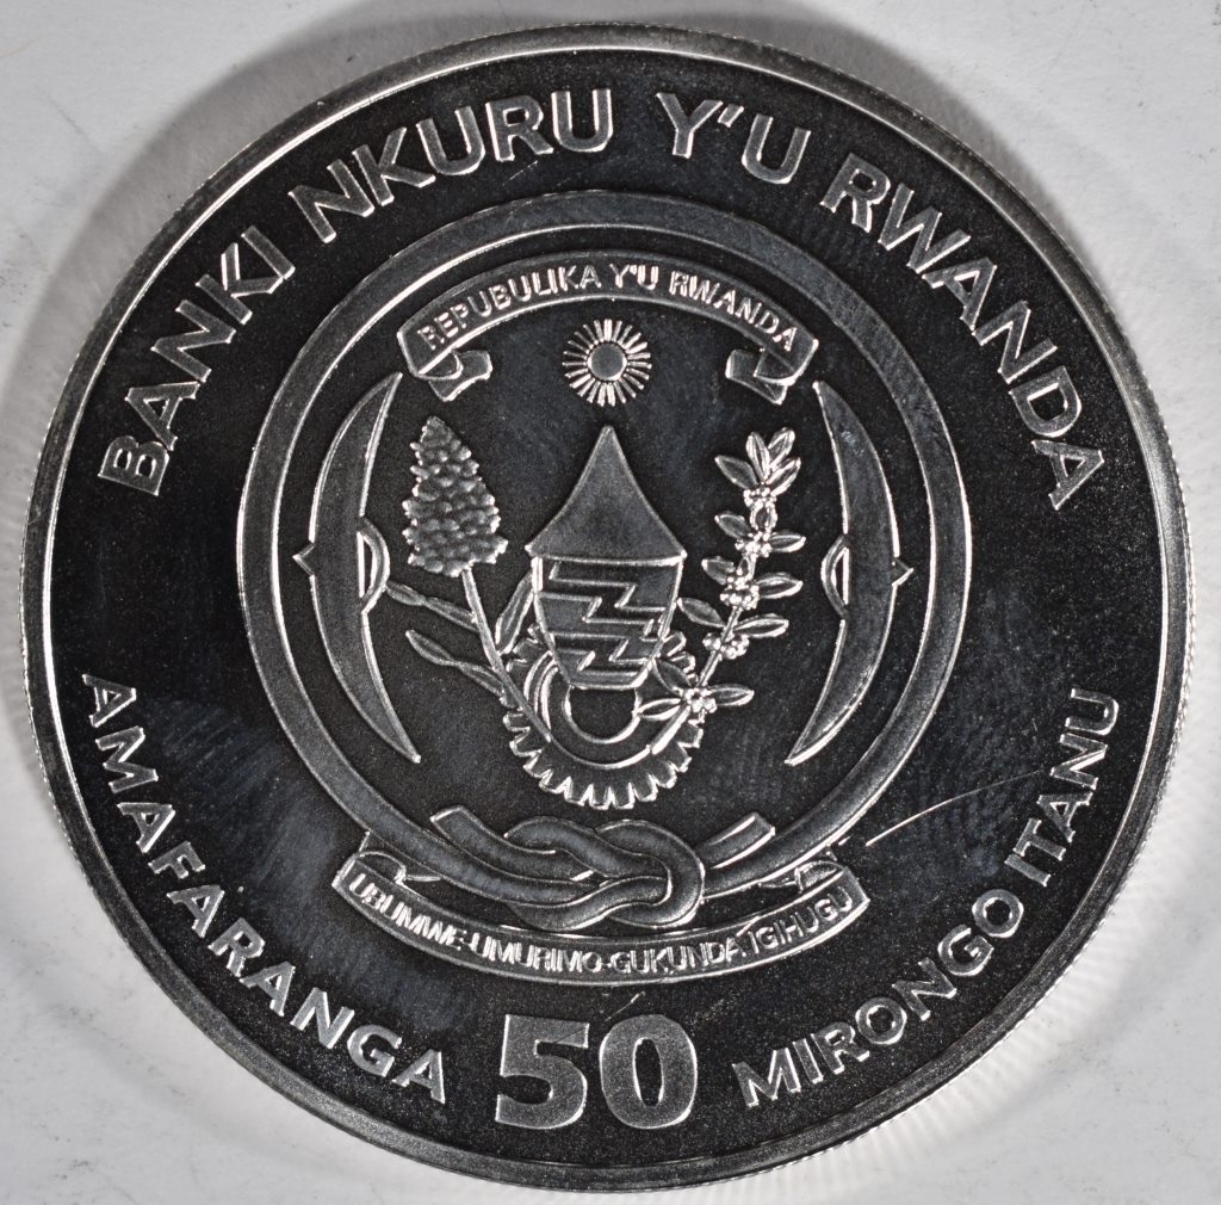 BANKI NKURU Y'U RWANDA
REPUBULIKA Y'U RWANDA
UBUMWE-UMURIMO-GUKUNDA IGIHUGU
AMAFARANGA 50 MIRONGO ITANU